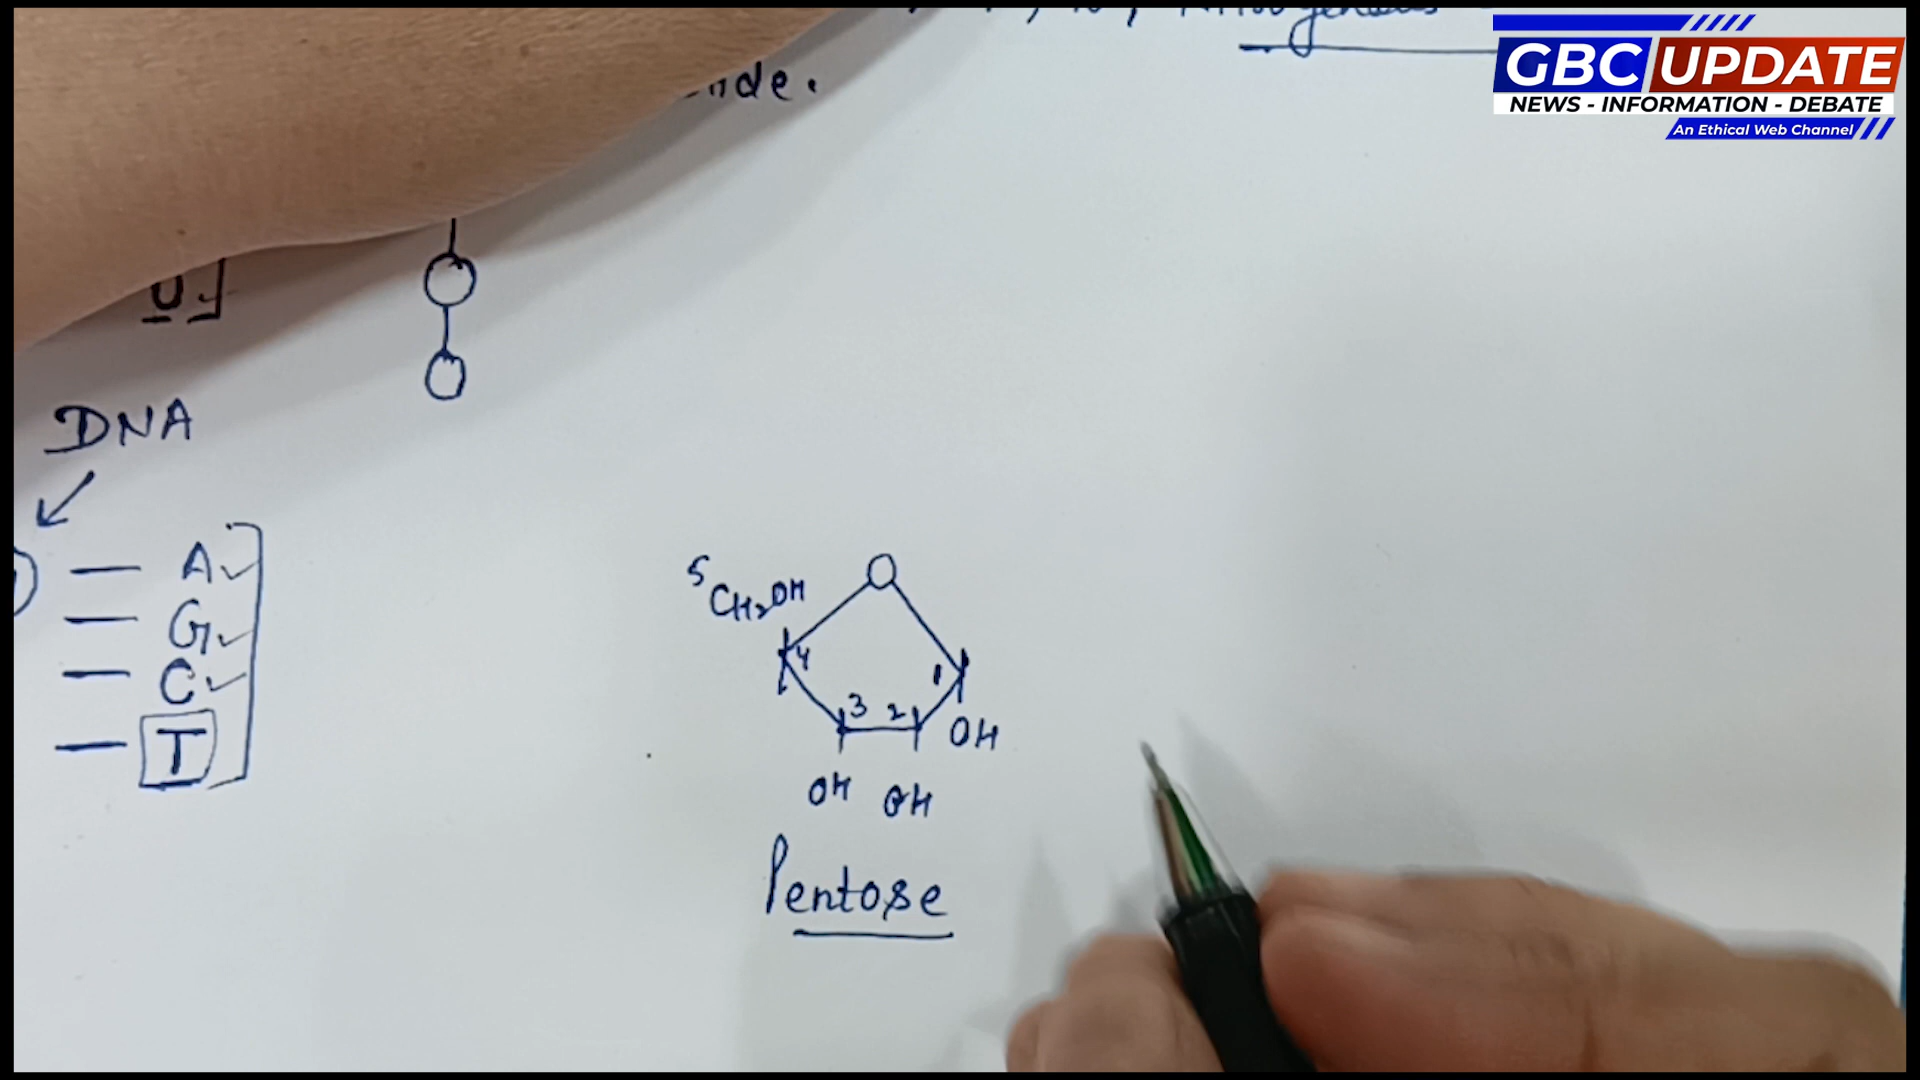 GBC UPDATE
NEWS - INFORMATION - DEBATE
An Ethical Web Channel
U
DNA
A
G
C
T
5
CH2OH
O
4
1
3 2
OH
OH OH
Pentose